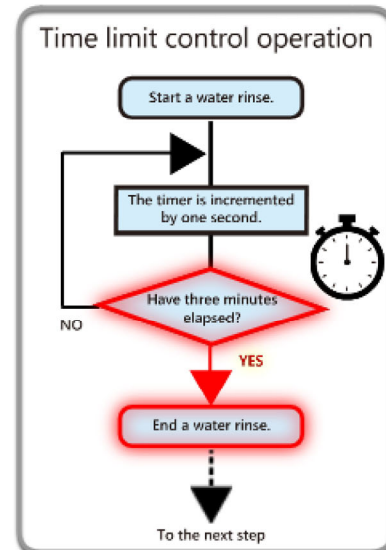 Time limit control operation
Start a water rinse.
The timer is incremented
by one second.
Have three minutes
elapsed?
NO
YES
End a water rinse.
To the next step